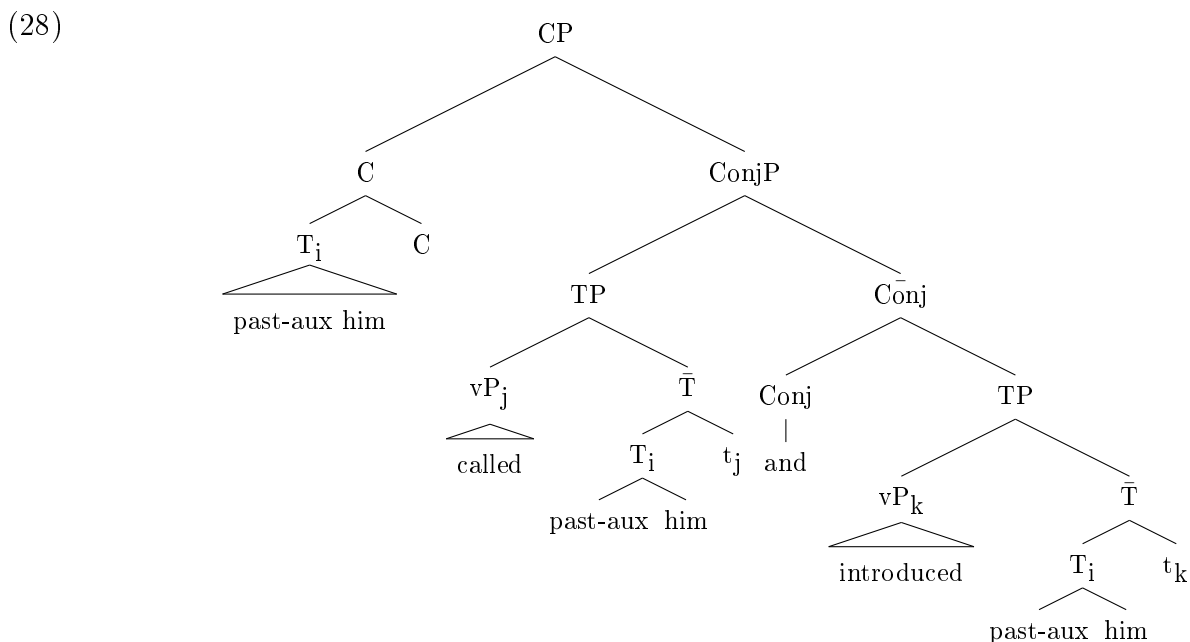 (28)
CP
C ConjP
T_i C
past-aux him TP Con̄j
vP_j T̄ Conj TP
called T_i t_j and
past-aux him vP_k T̄
introduced T_i t_k
past-aux him